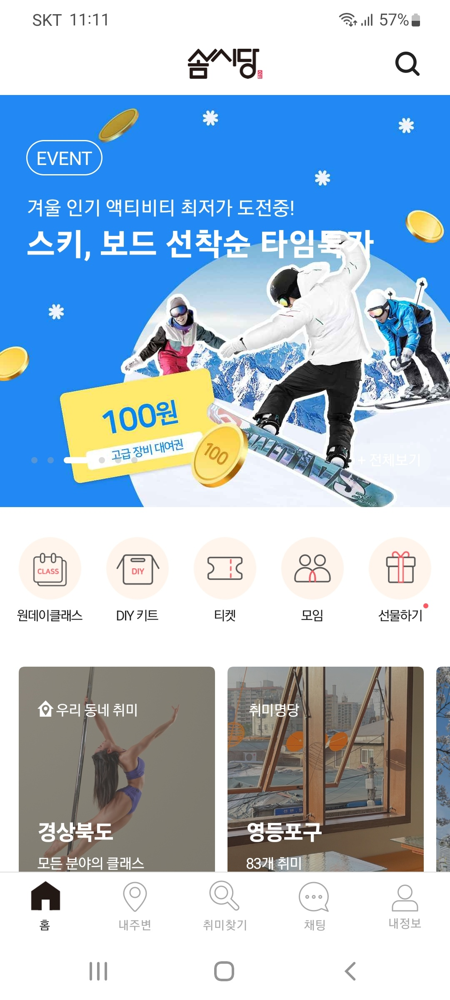 SKT 11:11
57%
솜씨당
EVENT
겨울 인기 액티비티 최저가 도전중!
스키, 보드 선착순 타임특가
100원
고급 장비 대여권
100
+ 전체보기
CLASS
DIY
원데이클래스
DIY 키트
티켓
모임
선물하기
우리 동네 취미
취미명당
경상북도
영등포구
모든 분야의 클래스
83개 취미
홈
내주변
취미찾기
채팅
내정보